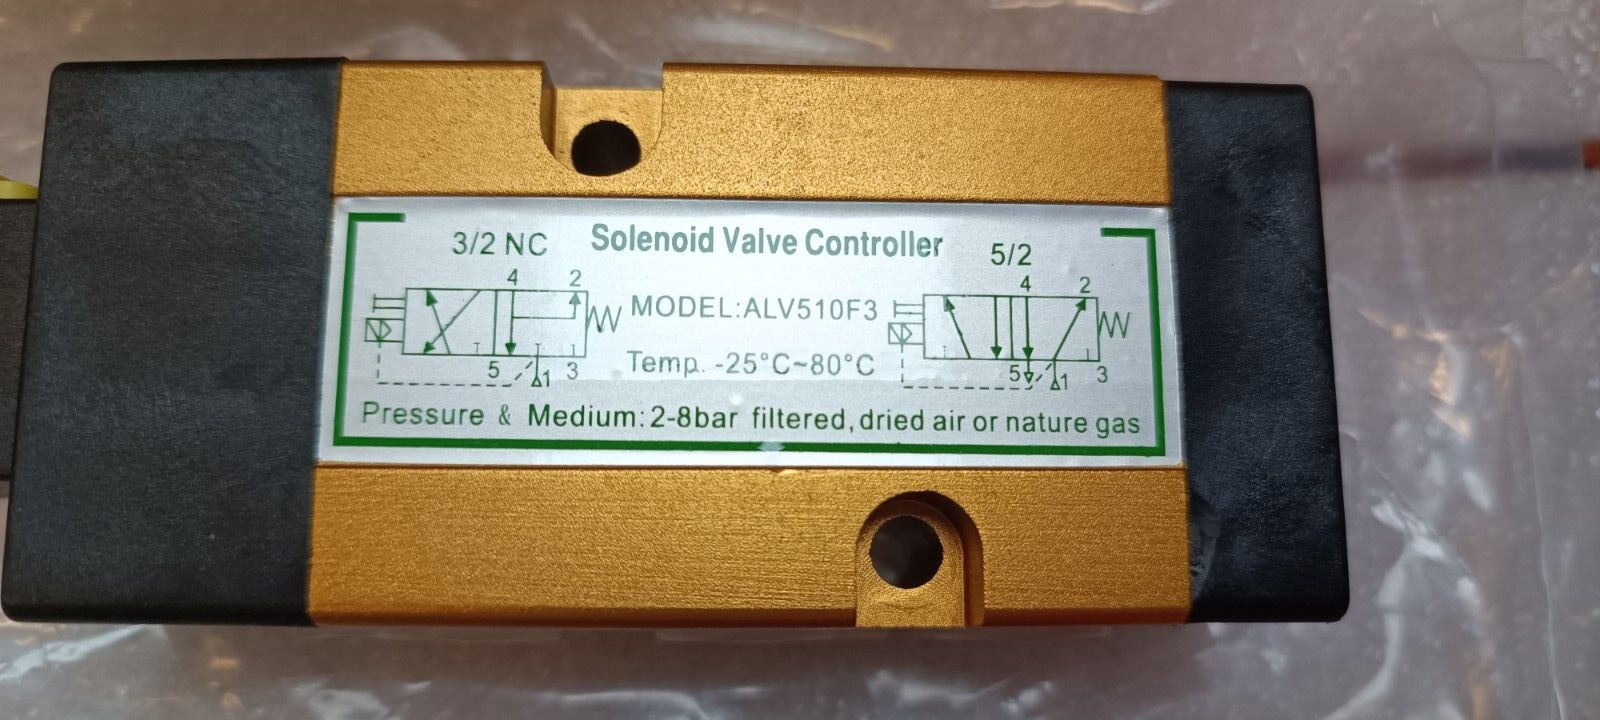 Solenoid Valve Controller
3/2 NC
5/2
4 2
4 2
MODEL:ALV510F3
Temp. -25°C~80°C
5 1 3
5 1 3
Pressure & Medium: 2-8bar filtered, dried air or nature gas